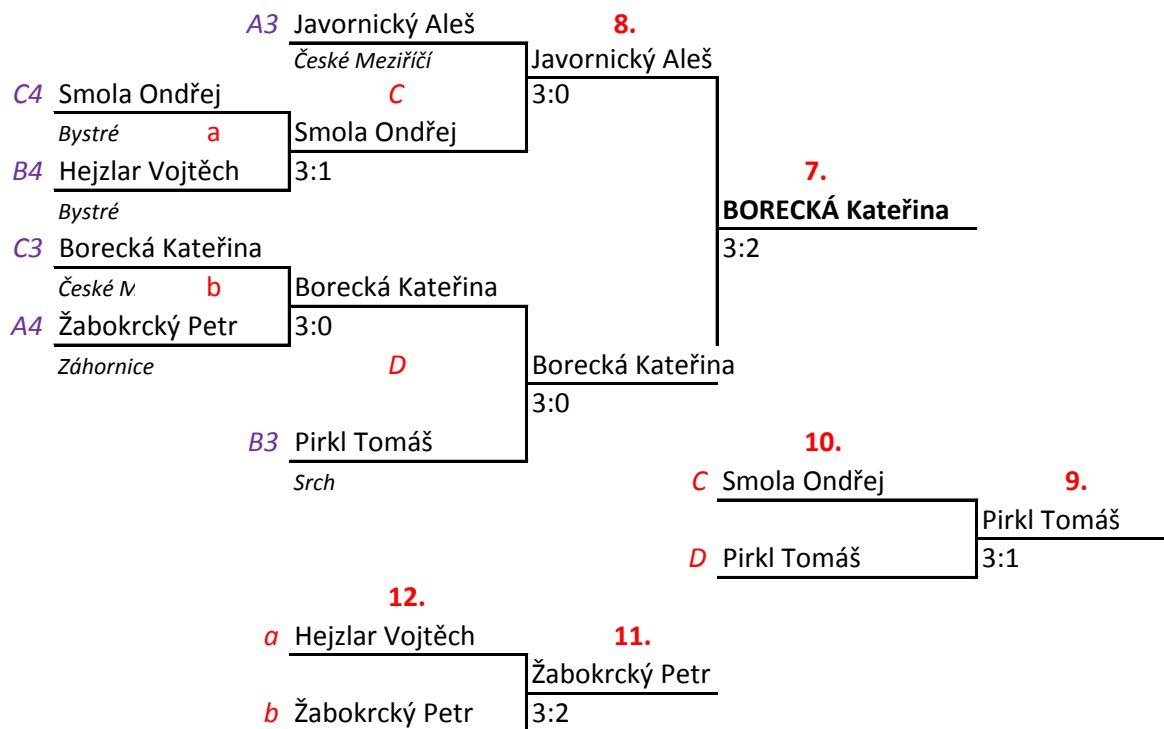 A3 Javornický Aleš 8.
České Meziříčí Javornický Aleš
C4 Smola Ondřej C 3:0
Bystré a Smola Ondřej
B4 Hejzlar Vojtěch 3:1 7.
Bystré BORECKÁ Kateřina
C3 Borecká Kateřina 3:2
České M b Borecká Kateřina
A4 Žabokrcký Petr 3:0
Záhornice D Borecká Kateřina
3:0
B3 Pirkl Tomáš 10.
Srch C Smola Ondřej 9.
Pirkl Tomáš
D Pirkl Tomáš 3:1
12.
a Hejzlar Vojtěch 11.
Žabokrcký Petr
b Žabokrcký Petr 3:2